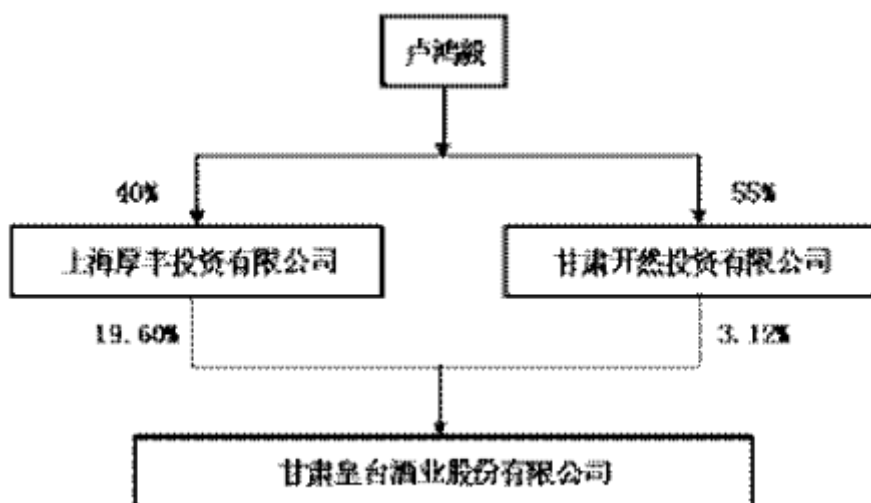 卢鸿毅
40%
55%
上海厚丰投资有限公司
甘肃开然投资有限公司
19.60%
3.12%
甘肃皇台酒业股份有限公司